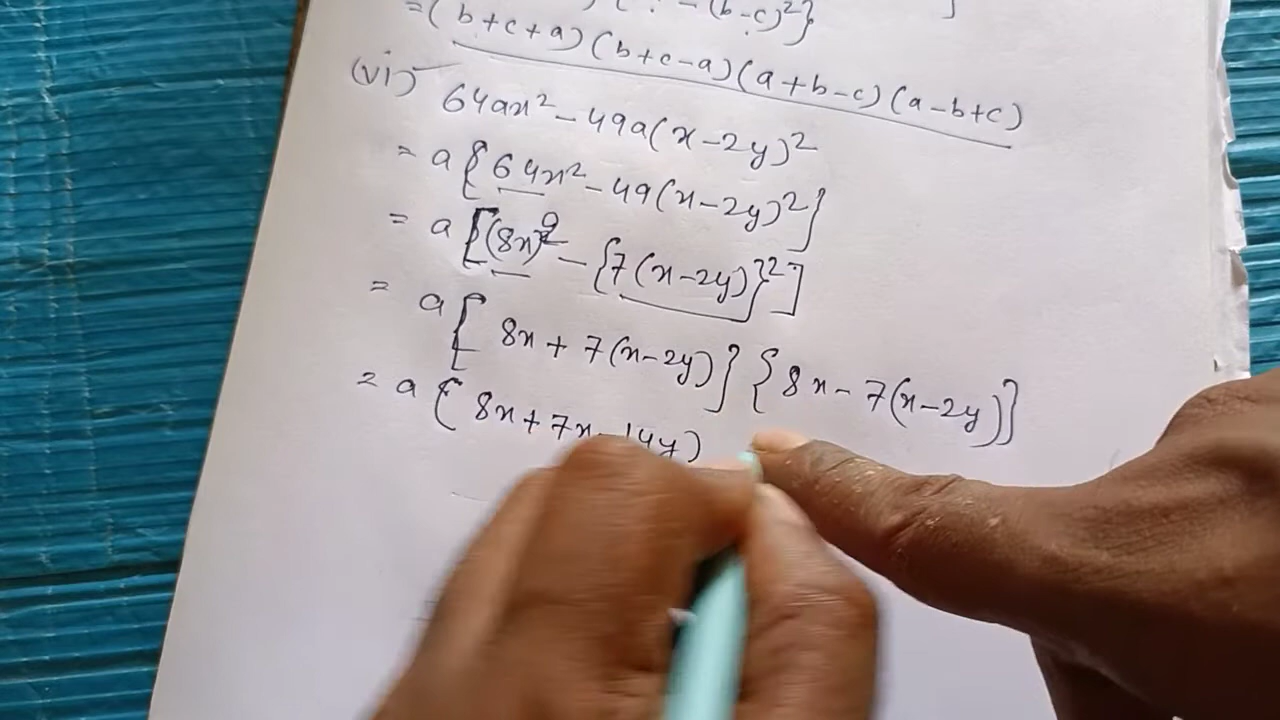 - (b-c)²}
=(b+c+a)(b+c-a)(a+b-c)(a-b+c)
(vi) 64ax² - 49a(x-2y)²
= a{64x² - 49(x-2y)²}
= a[(8x)² - {7(x-2y)}²]
= a[8x + 7(x-2y)}{8x - 7(x-2y)}
= a(8x+7x-14y)